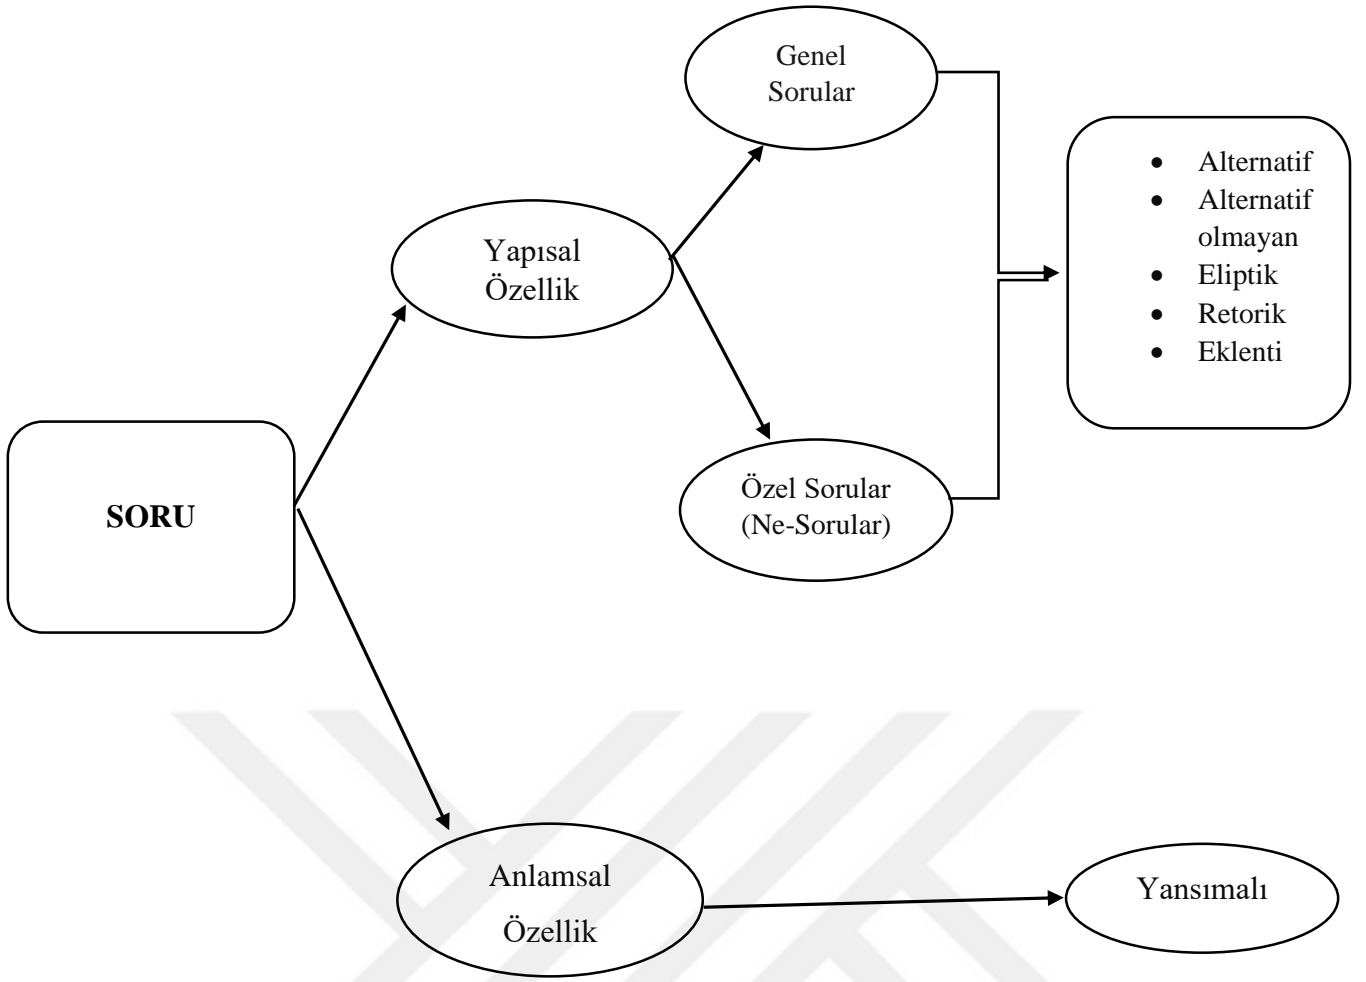 Genel
Sorular
• Alternatif
• Alternatif
olmayan
• Eliptik
• Retorik
• Eklenti
Yapısal
Özellik
SORU
Özel Sorular
(Ne-Sorular)
Anlamsal
Özellik
Yansımalı